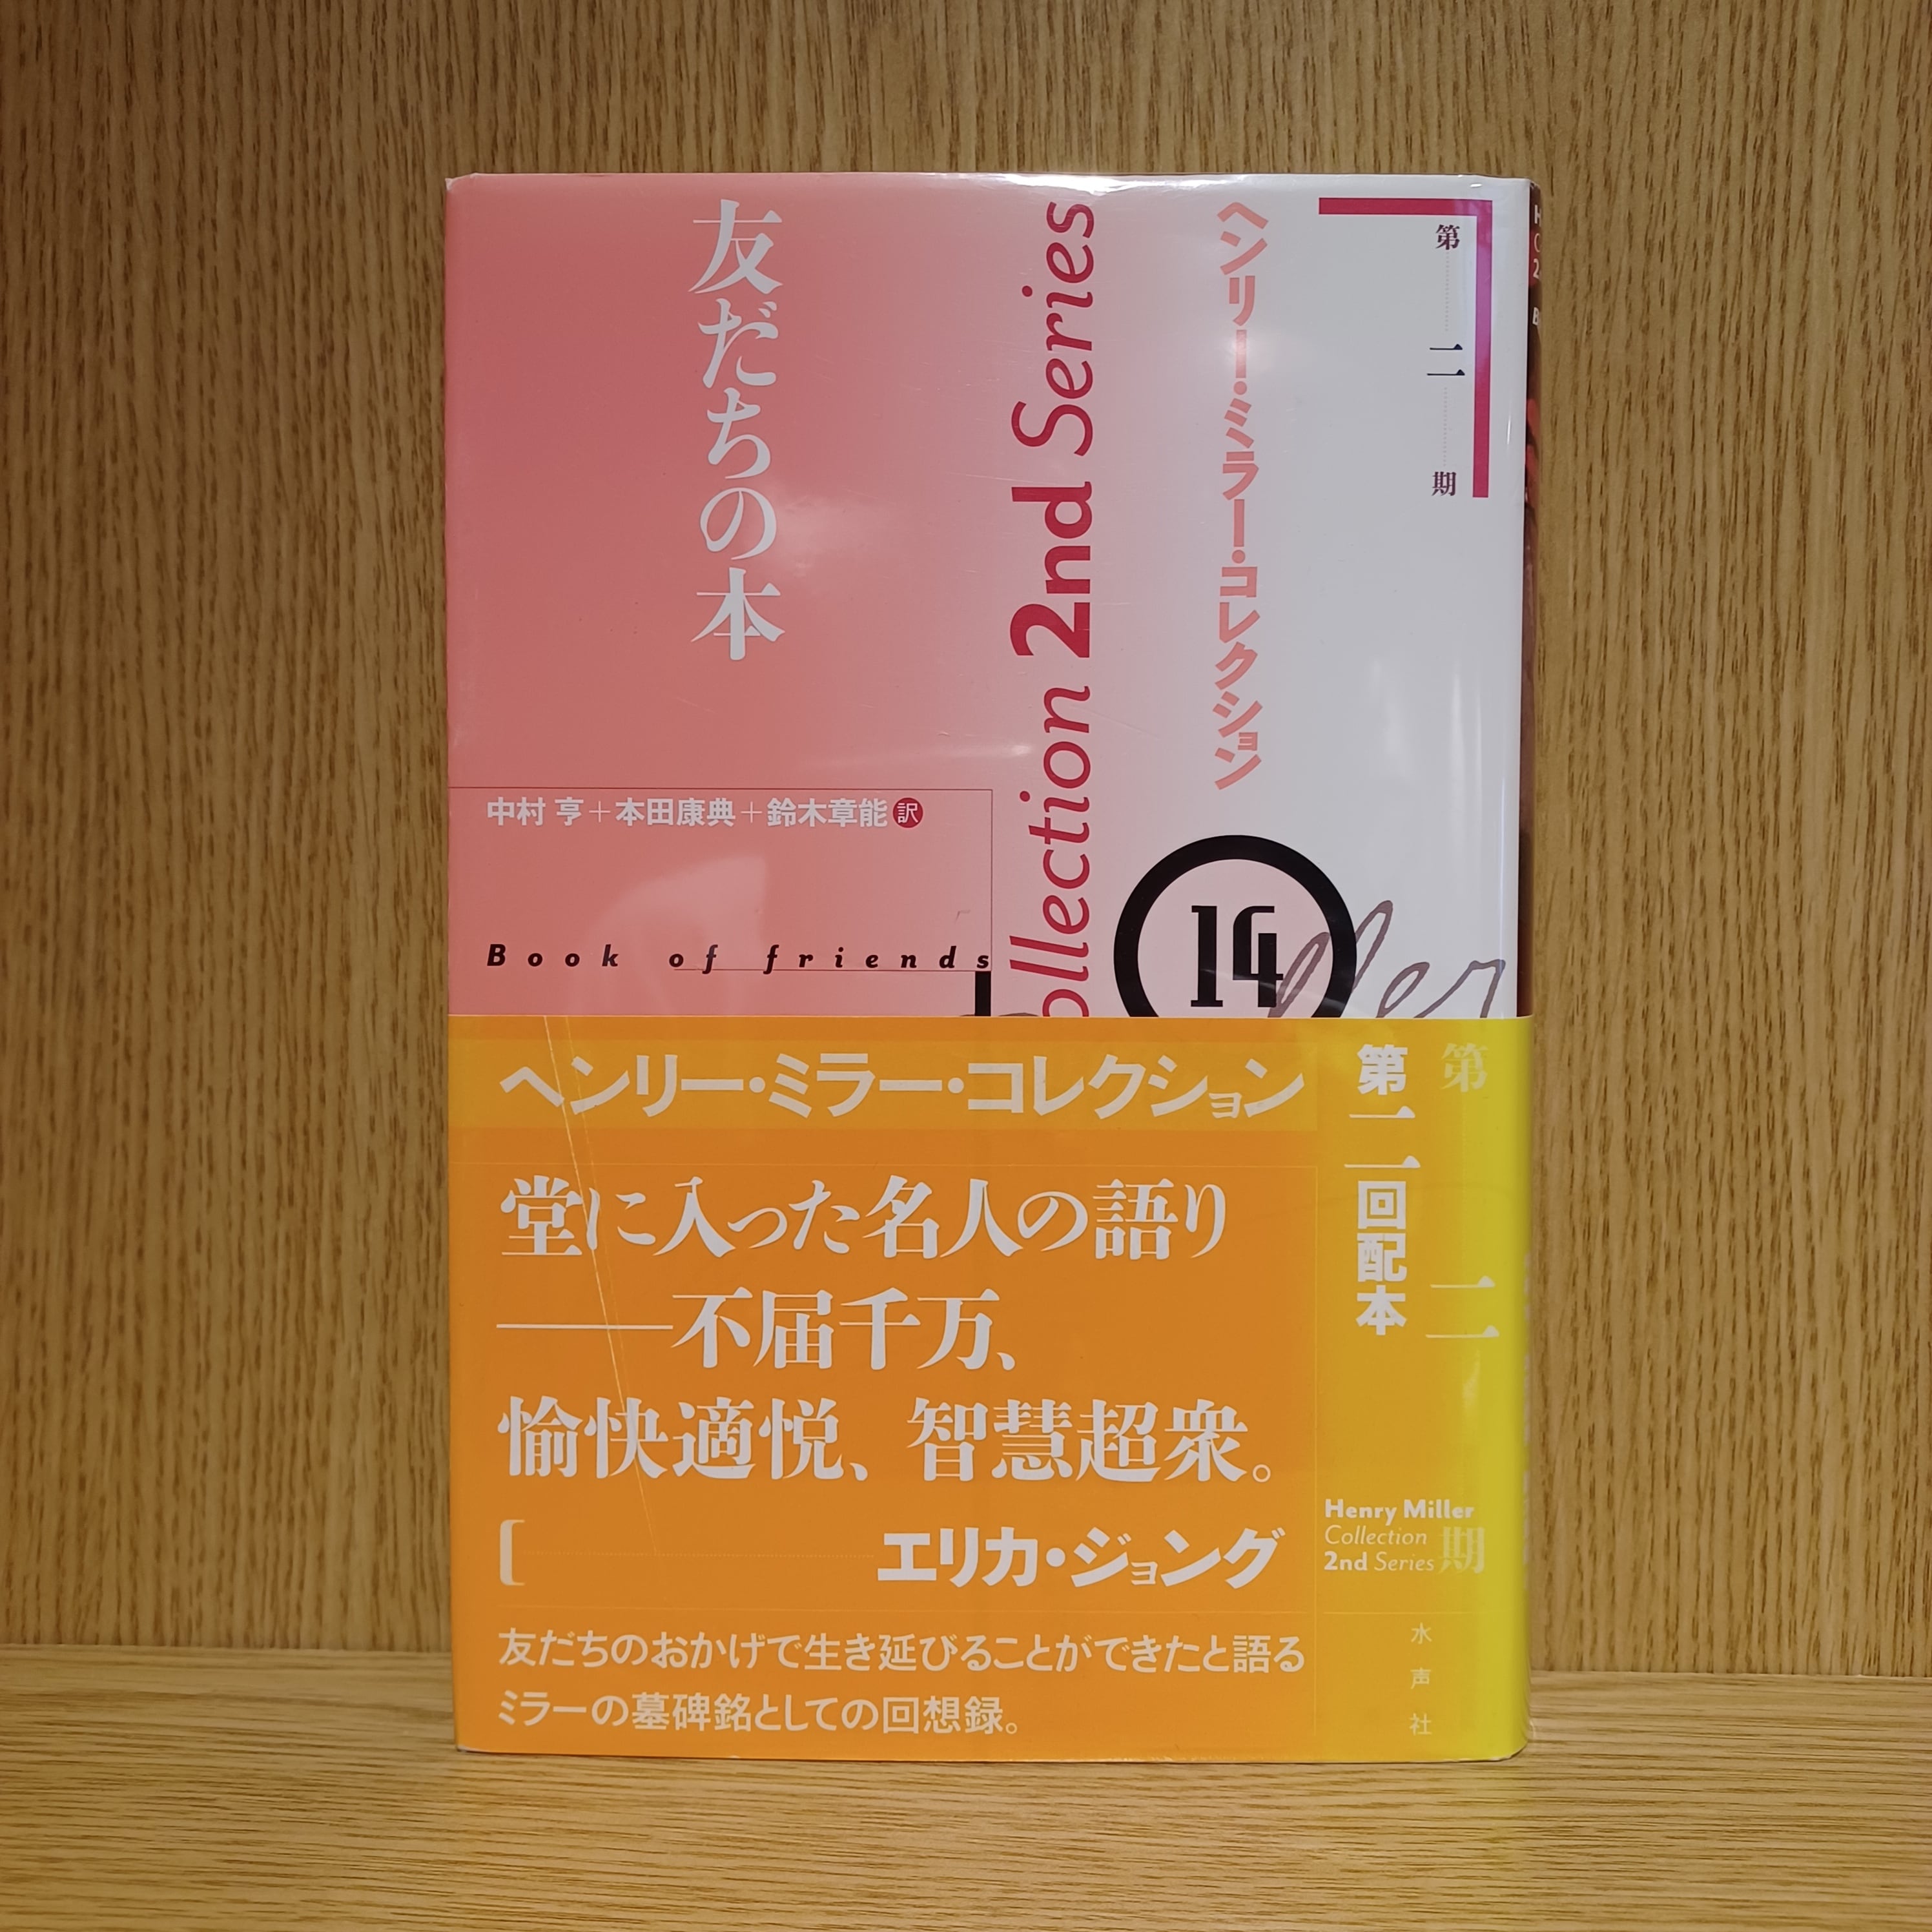 第二期
ヘンリー・ミラー・コレクション
ollection 2nd Series
友だちの本
中村 亨＋本田康典＋鈴木章能 訳
Book of friends
14
ller
ヘンリー・ミラー・コレクション
堂に入った名人の語り
——不届千万、
愉快適悦、智慧超衆。
エリカ・ジョング
友だちのおかげで生き延びることができたと語る
ミラーの墓碑銘としての回想録。
第二期
第二回配本
Henry Miller
Collection
2nd Series
水声社